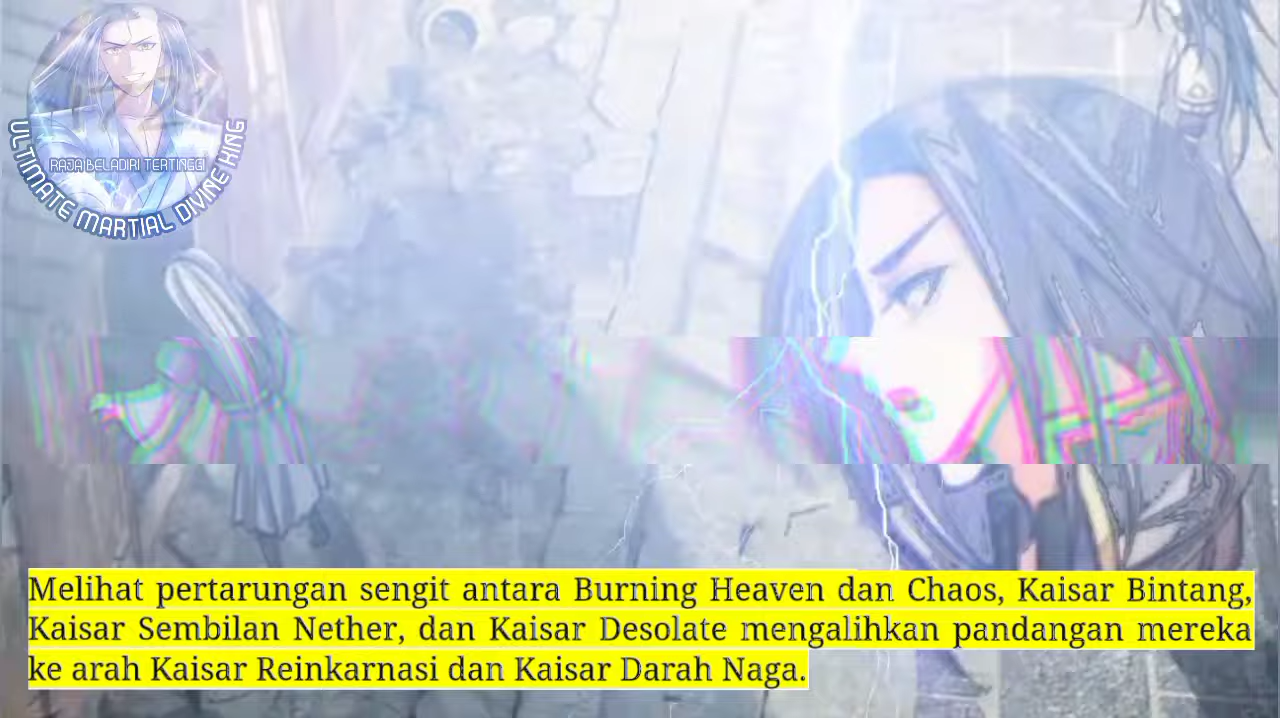 RAJA BELADIRI TERTINGGI
ULTIMATE MARTIAL DIVINE KING
Melihat pertarungan sengit antara Burning Heaven dan Chaos, Kaisar Bintang,
Kaisar Sembilan Nether, dan Kaisar Desolate mengalihkan pandangan mereka
ke arah Kaisar Reinkarnasi dan Kaisar Darah Naga.